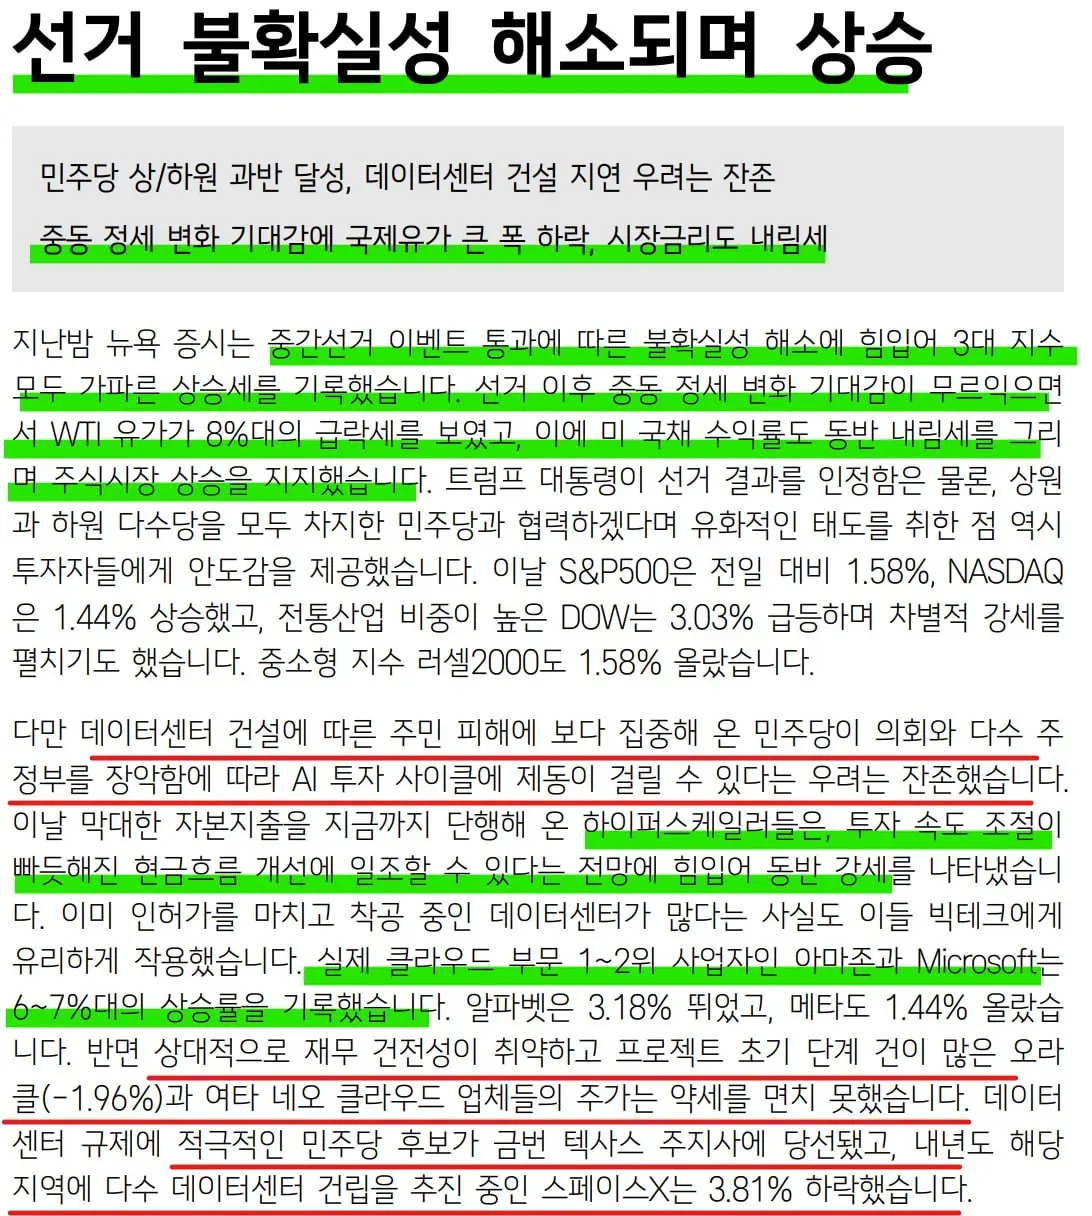 선거 불확실성 해소되며 상승
민주당 상/하원 과반 달성, 데이터센터 건설 지연 우려는 잔존
중동 정세 변화 기대감에 국제유가 큰 폭 하락, 시장금리도 내림세
지난밤 뉴욕 증시는 중간선거 이벤트 통과에 따른 불확실성 해소에 힘입어 3대 지수
모두 가파른 상승세를 기록했습니다. 선거 이후 중동 정세 변화 기대감이 무르익으면
서 WTI 유가가 8%대의 급락세를 보였고, 이에 미 국채 수익률도 동반 내림세를 그리
며 주식시장 상승을 지지했습니다. 트럼프 대통령이 선거 결과를 인정함은 물론, 상원
과 하원 다수당을 모두 차지한 민주당과 협력하겠다며 유화적인 태도를 취한 점 역시
투자자들에게 안도감을 제공했습니다. 이날 S&P500은 전일 대비 1.58%, NASDAQ
은 1.44% 상승했고, 전통산업 비중이 높은 DOW는 3.03% 급등하며 차별적 강세를
펼치기도 했습니다. 중소형 지수 러셀2000도 1.58% 올랐습니다.
다만 데이터센터 건설에 따른 주민 피해에 보다 집중해 온 민주당이 의회와 다수 주
정부를 장악함에 따라 AI 투자 사이클에 제동이 걸릴 수 있다는 우려는 잔존했습니다.
이날 막대한 자본지출을 지금까지 단행해 온 하이퍼스케일러들은, 투자 속도 조절이
빠듯해진 현금흐름 개선에 일조할 수 있다는 전망에 힘입어 동반 강세를 나타냈습니
다. 이미 인허가를 마치고 착공 중인 데이터센터가 많다는 사실도 이들 빅테크에게
유리하게 작용했습니다. 실제 클라우드 부문 1~2위 사업자인 아마존과 Microsoft는
6~7%대의 상승률을 기록했습니다. 알파벳은 3.18% 뛰었고, 메타도 1.44% 올랐습
니다. 반면 상대적으로 재무 건전성이 취약하고 프로젝트 초기 단계 건이 많은 오라
클(-1.96%)과 여타 네오 클라우드 업체들의 주가는 약세를 면치 못했습니다. 데이터
센터 규제에 적극적인 민주당 후보가 금번 텍사스 주지사에 당선됐고, 내년도 해당
지역에 다수 데이터센터 건립을 추진 중인 스페이스X는 3.81% 하락했습니다.